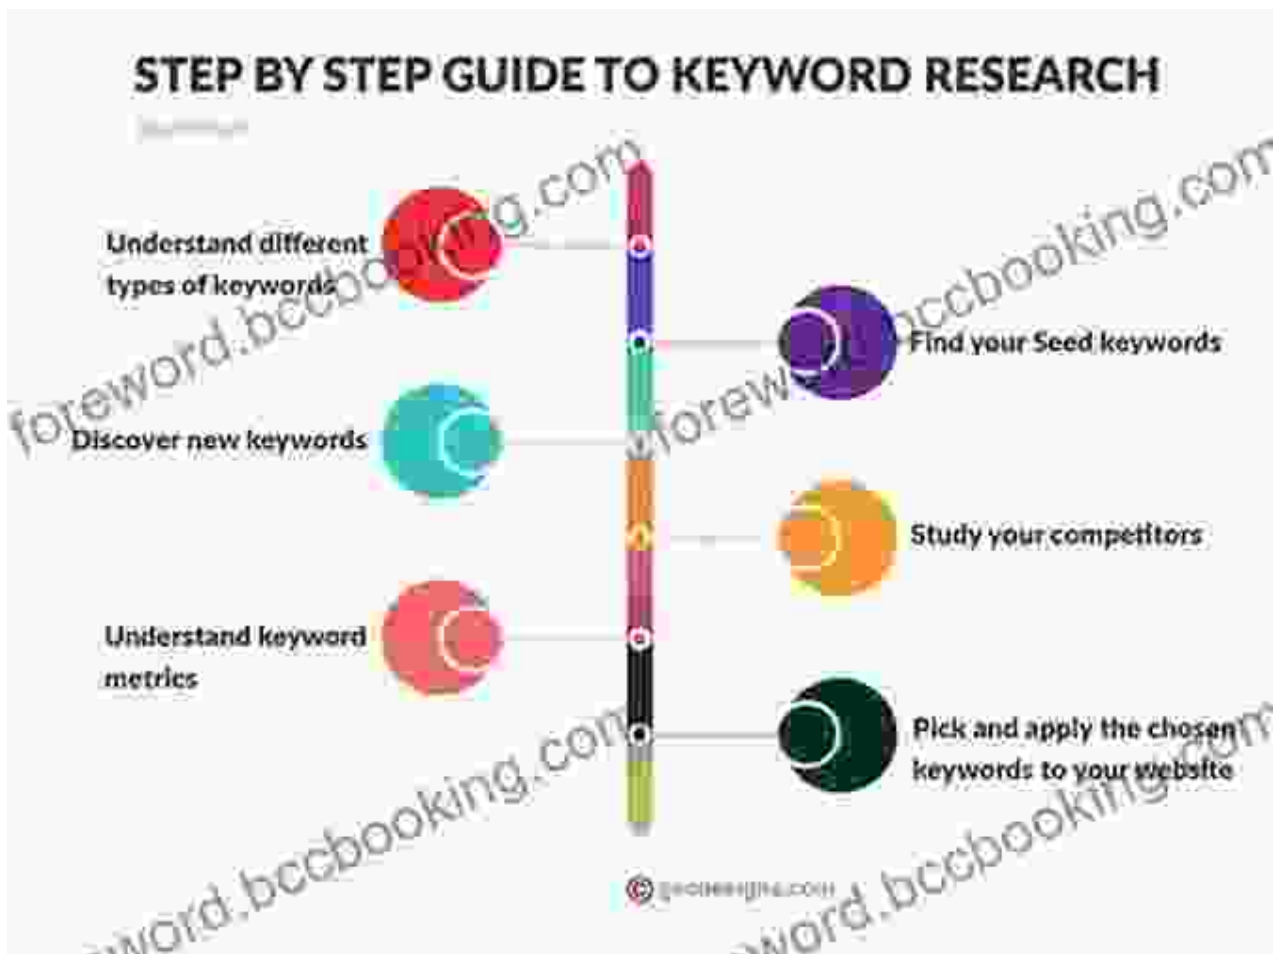 STEP BY STEP GUIDE TO KEYWORD RESEARCH
Understand different
types of keywords
Find your Seed keywords
Discover new keywords
Study your competitors
Understand keyword
metrics
Pick and apply the chosen
keywords to your website
©
foreword.bccbooking.com
foreword.bccbooking.com
eword.bccbooking.com
word.bccbooking.com